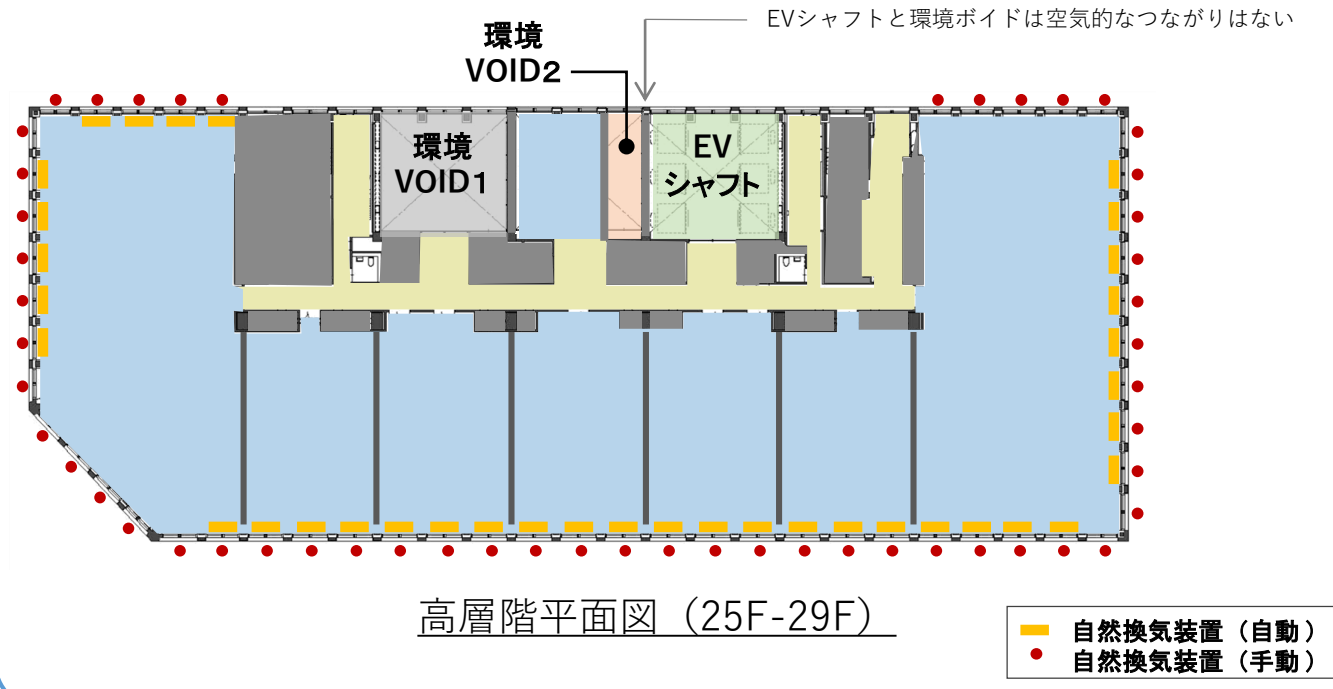 EVシャフトと環境ボイドは空気的なつながりはない
環境
VOID2
環境
VOID1
EV
シャフト
高層階平面図（25F-29F）
自然換気装置（自動）
自然換気装置（手動）